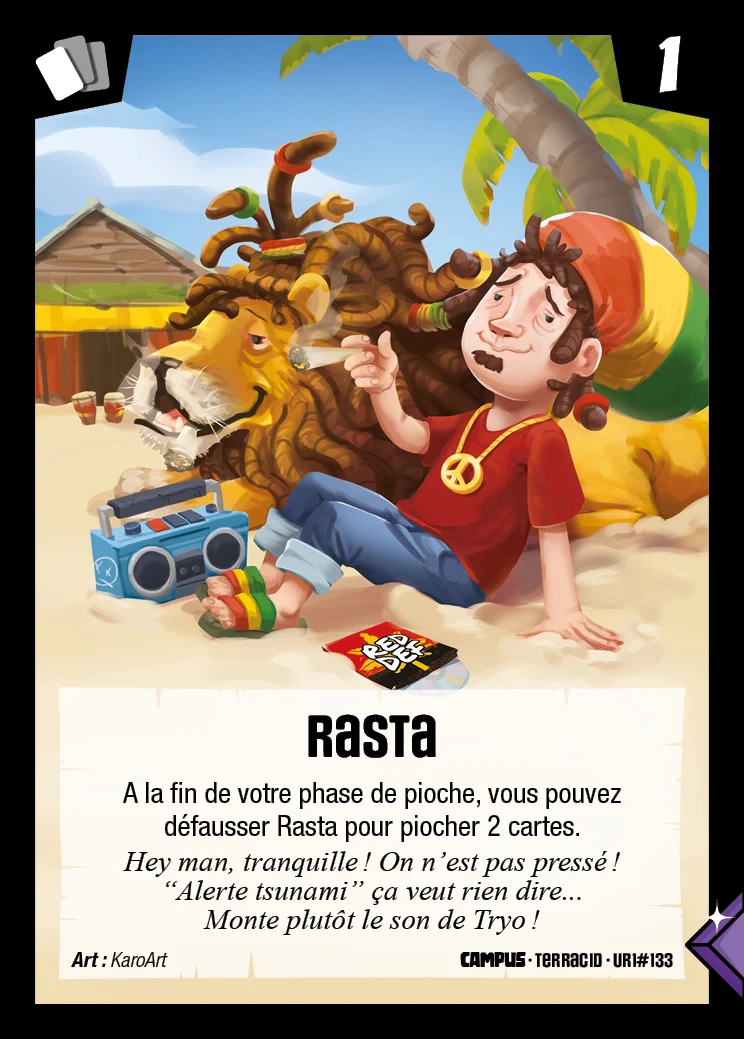 1
RED
DEF
Rasta
A la fin de votre phase de pioche, vous pouvez
défausser Rasta pour piocher 2 cartes.
Hey man, tranquille ! On n’est pas pressé !
“Alerte tsunami” ça veut rien dire...
Monte plutôt le son de Tryo !
Art : KaroArt
CAMPUS · TERRACID · UR1#133